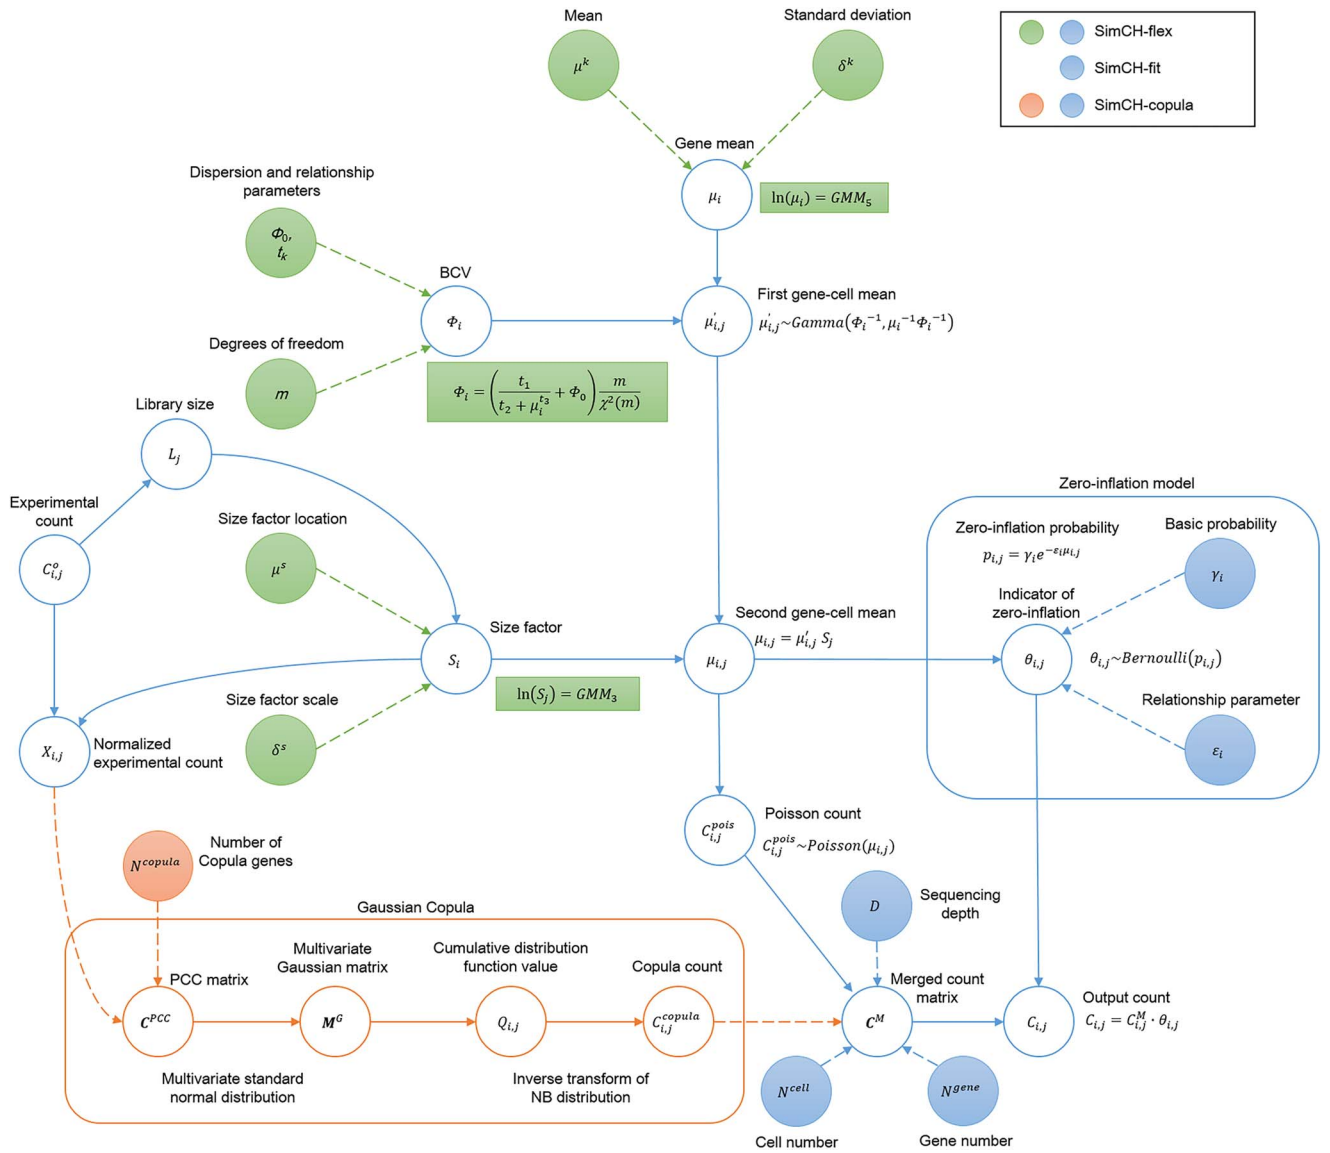 Mean
Standard deviation
μ^k
δ^k
SimCH-flex
SimCH-fit
SimCH-copula
Gene mean
μ_i
ln(μ_i) = GMM_5
Dispersion and relationship
parameters
Φ_0,
t_k
BCV
Φ_i
First gene-cell mean
μ'_{i,j}
μ'_{i,j}~Gamma(Φ_i^{-1}, μ_i^{-1}Φ_i^{-1})
Degrees of freedom
m
Φ_i = (t_1 / (t_2 + μ_i^{t_3}) + Φ_0) m / χ^2(m)
Library size
L_j
Experimental
count
C^o_{i,j}
Size factor location
μ^s
Size factor
S_i
ln(S_j) = GMM_3
Size factor scale
δ^s
Second gene-cell mean
μ_{i,j} = μ'_{i,j} S_j
μ_{i,j}
Zero-inflation model
Zero-inflation probability
p_{i,j} = γ_i e^{-ε_i μ_{i,j}}
Basic probability
γ_i
Indicator of
zero-inflation
θ_{i,j}
θ_{i,j}~Bernoulli(p_{i,j})
Relationship parameter
ε_i
X_{i,j}
Normalized
experimental count
C^{pois}_{i,j}
Poisson count
C^{pois}_{i,j}~Poisson(μ_{i,j})
N^{copula}
Number of
Copula genes
D
Sequencing
depth
Gaussian Copula
PCC matrix
C^{PCC}
Multivariate
Gaussian matrix
M^G
Cumulative distribution
function value
Q_{i,j}
Copula count
C^{copula}_{i,j}
Multivariate standard
normal distribution
Inverse transform of
NB distribution
Merged count
matrix
C^M
C_{i,j}
Output count
C_{i,j} = C^M_{i,j} · θ_{i,j}
N^{cell}
Cell number
N^{gene}
Gene number